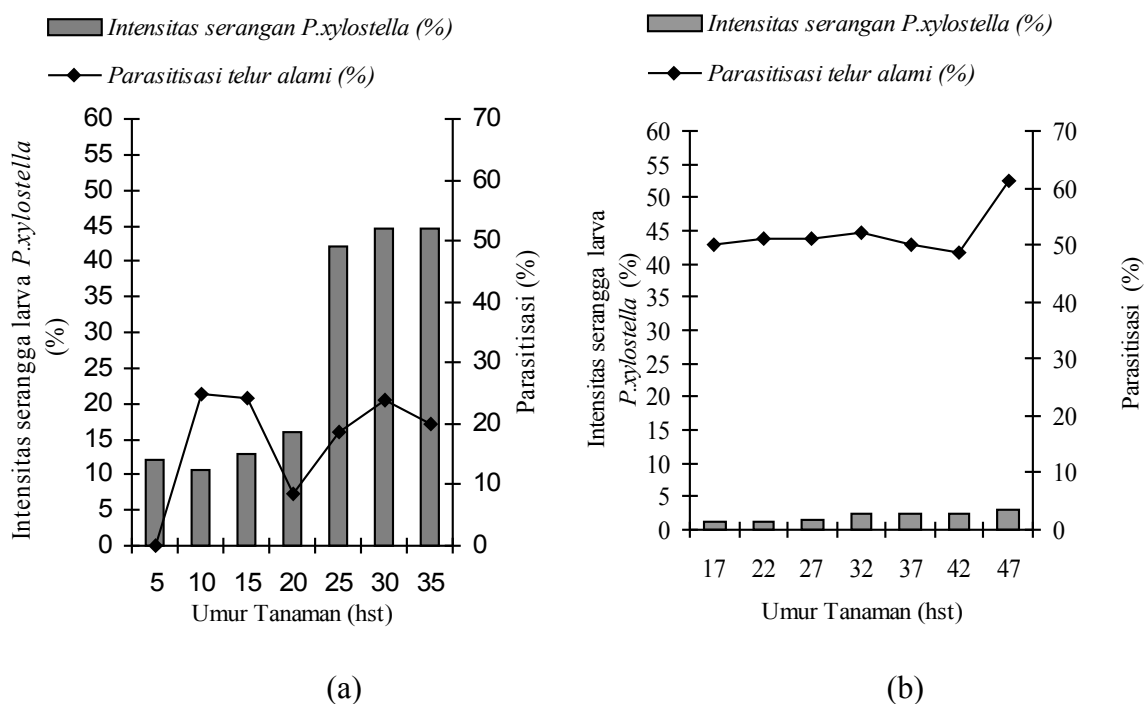 Intensitas serangan P.xylostella (%)
Parasitisasi telur alami (%)
Intensitas serangga larva P.xylostella
(%)
60
55
50
45
40
35
30
25
20
15
10
5
0
70
60
50
40
30
20
10
0
Parasitisasi (%)
5 10 15 20 25 30 35
Umur Tanaman (hst)
(a)
Intensitas serangan P.xylostella (%)
Parasitisasi telur alami (%)
Intensitas serangga larva
P.xylostella (%)
60
55
50
45
40
35
30
25
20
15
10
5
0
70
60
50
40
30
20
10
0
Parasitisasi (%)
17 22 27 32 37 42 47
Umur Tanaman (hst)
(b)